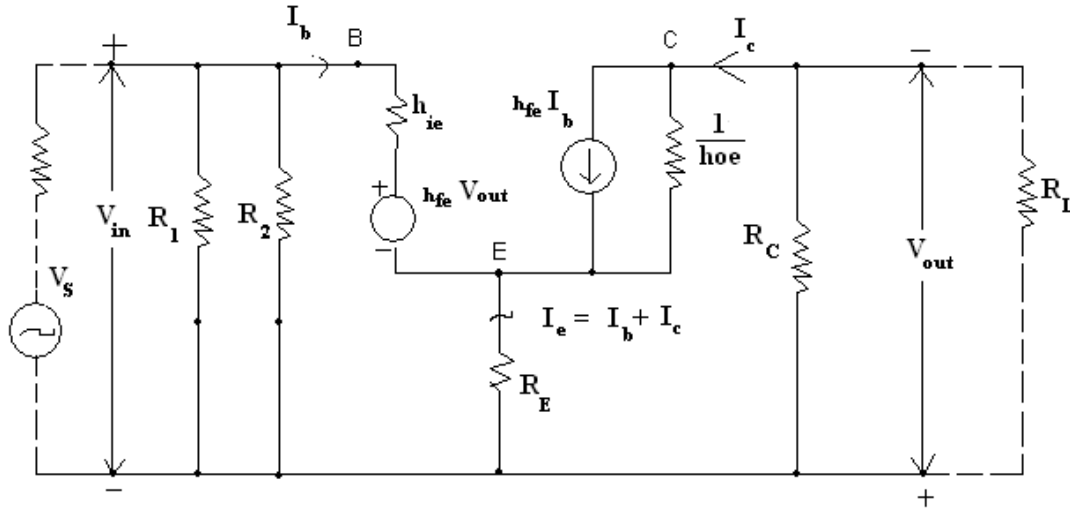 I_b
B
C
I_c
+
−
h_ie
h_fe I_b
1/hoe
V_in
R_1
R_2
+
h_fe V_out
−
R_C
V_out
R_L
E
V_S
I_e = I_b + I_c
R_E
−
+